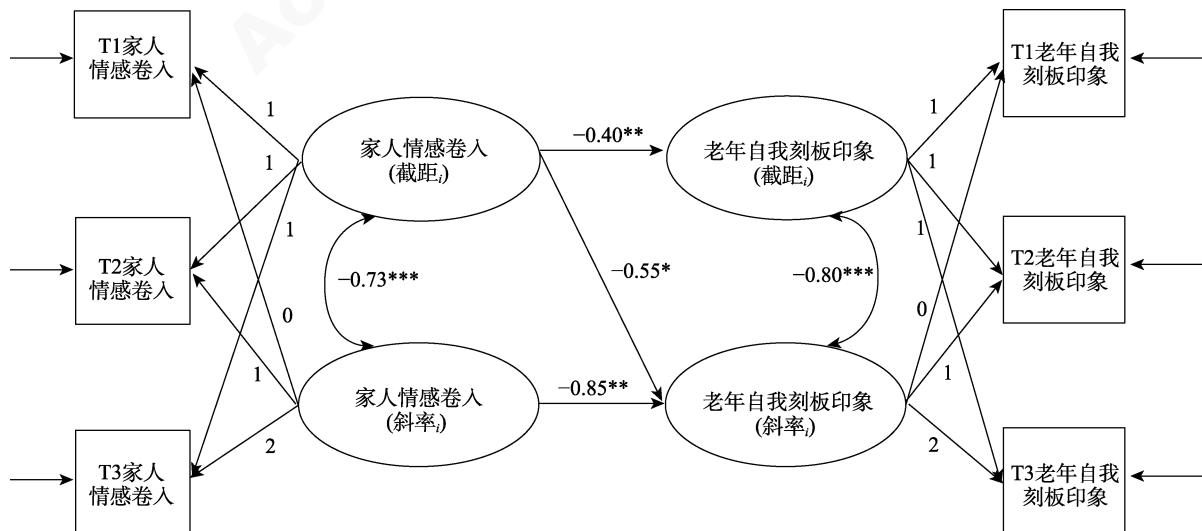 T1家人
情感卷入
T2家人
情感卷入
T3家人
情感卷入
1
1
1
0
1
2
家人情感卷入
(截距i)
−0.73***
家人情感卷入
(斜率i)
−0.40**
−0.55*
−0.85**
老年自我刻板印象
(截距i)
−0.80***
老年自我刻板印象
(斜率i)
1
1
1
0
1
2
T1老年自我
刻板印象
T2老年自我
刻板印象
T3老年自我
刻板印象